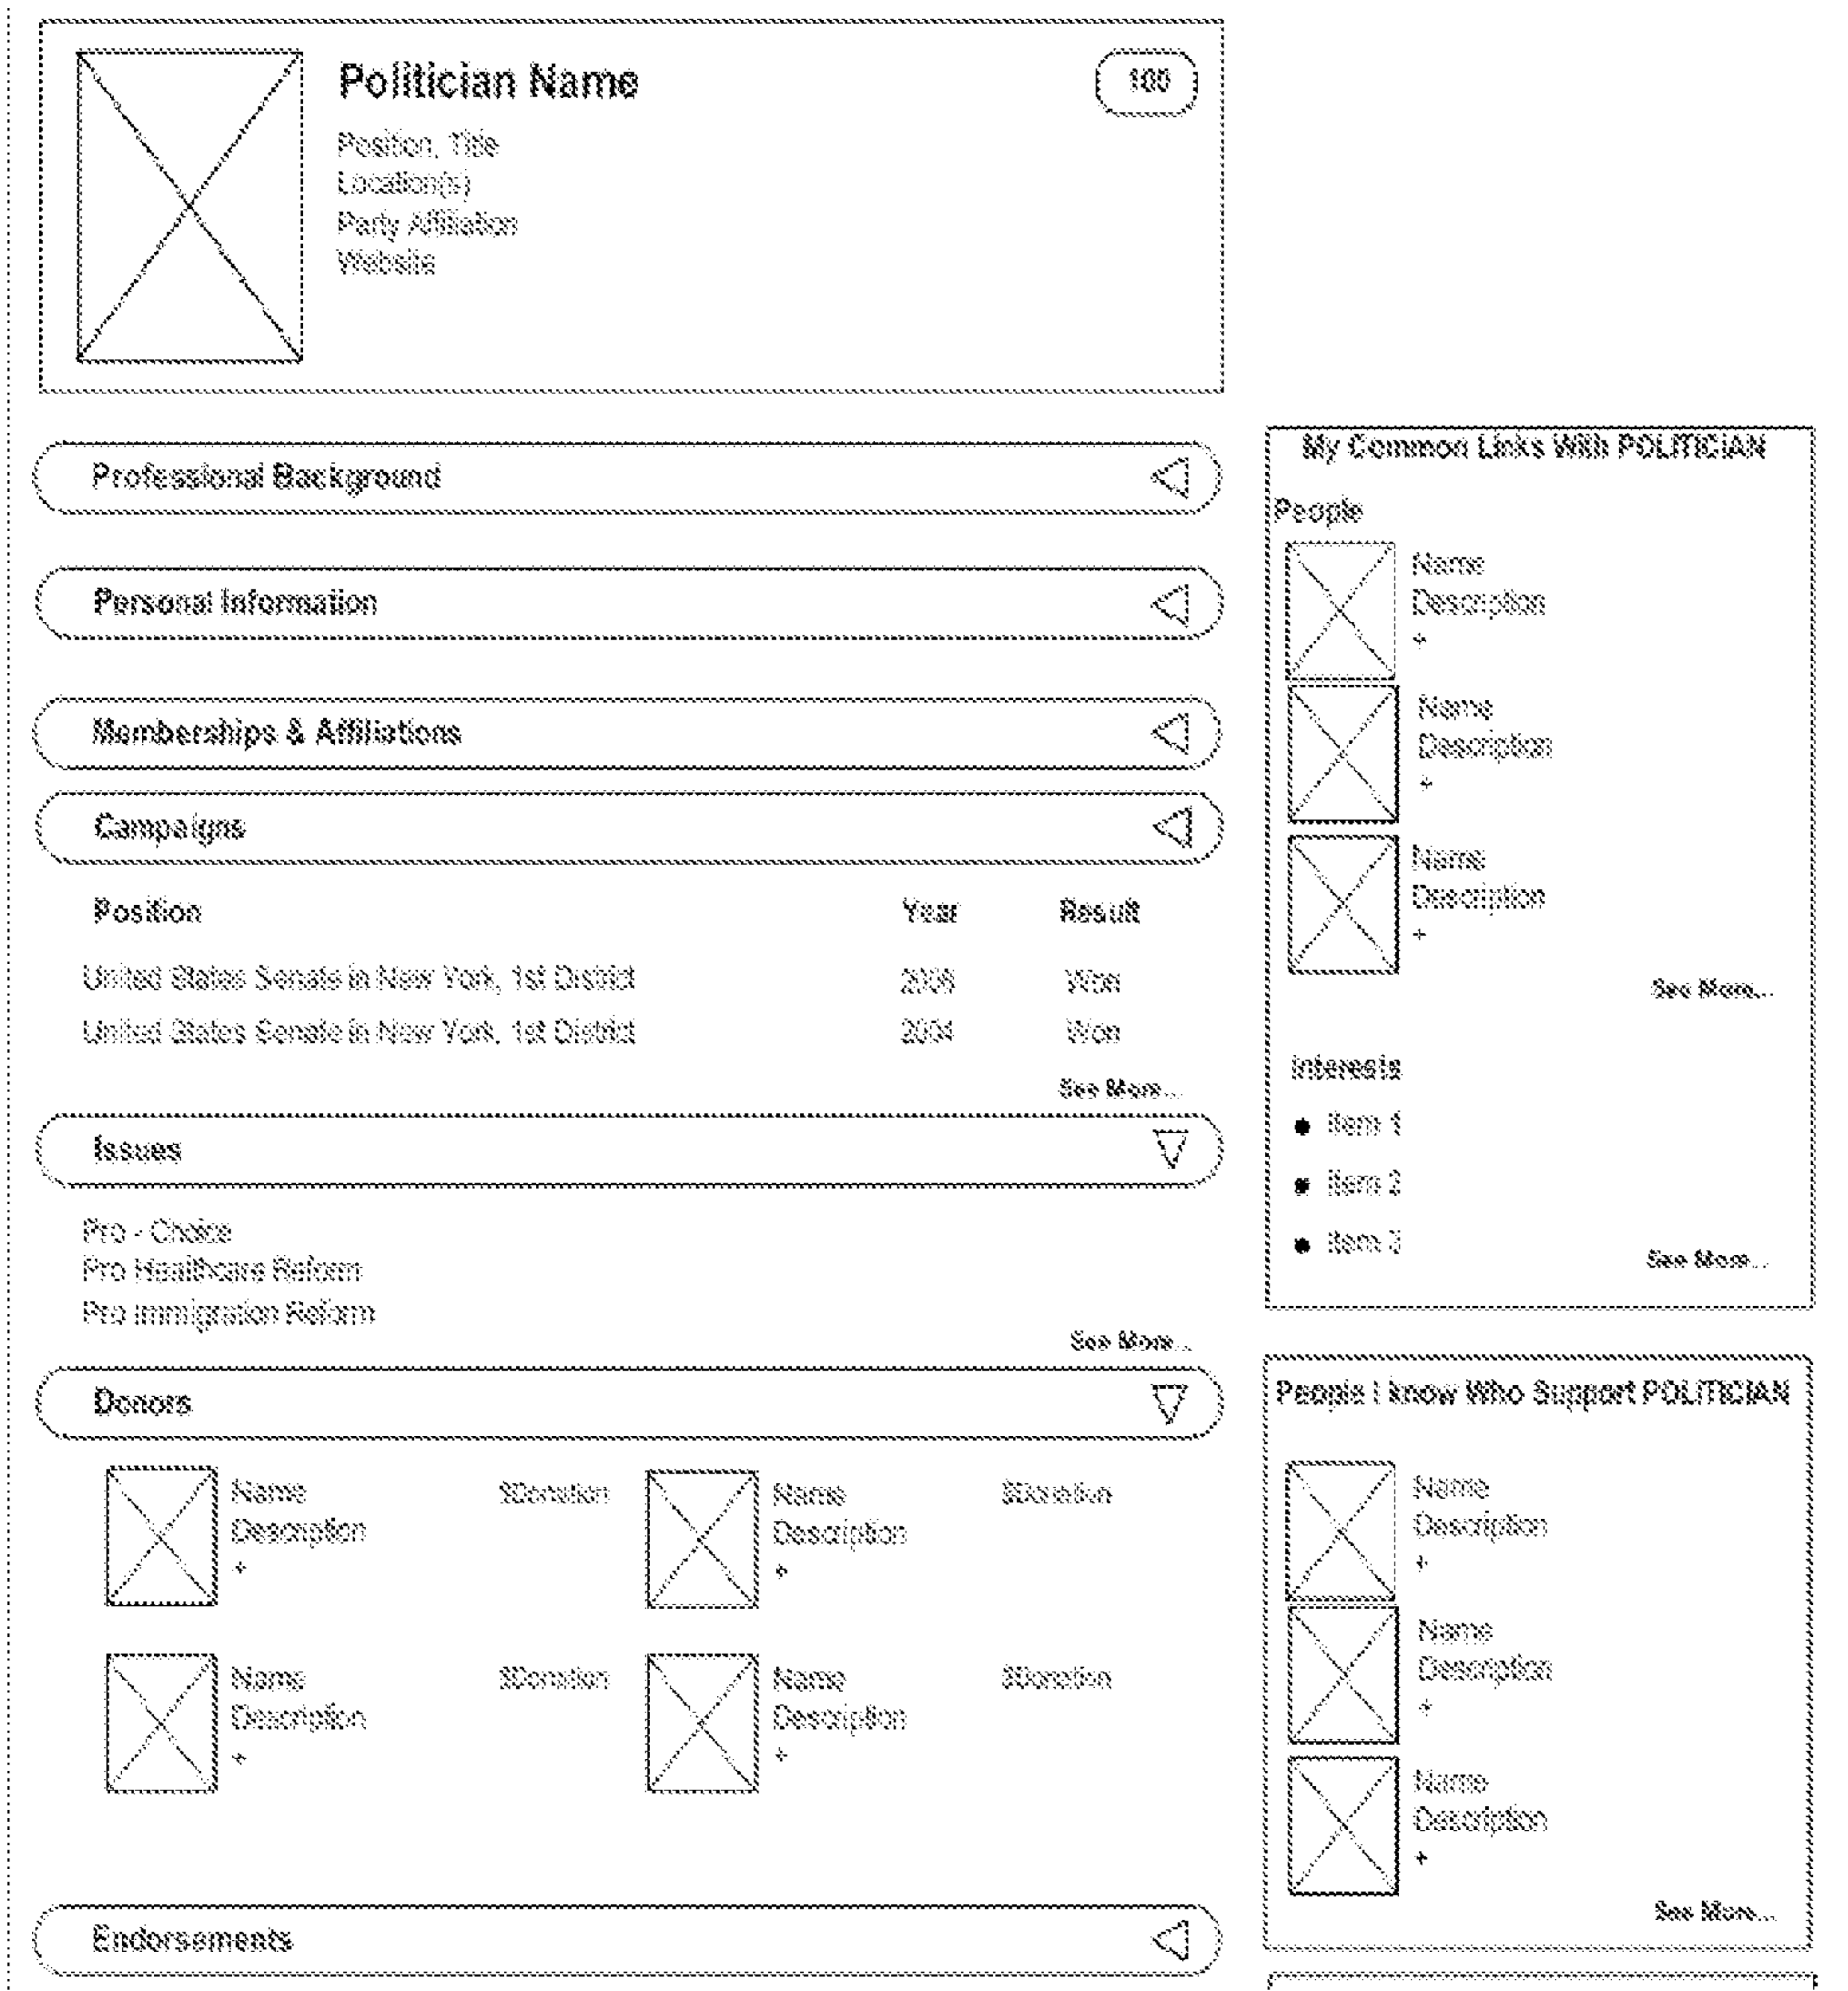 Politician Name
100
Position, Title
Location(s)
Party Affiliation
Website
Professional Background
Personal Information
Memberships & Affiliations
Campaigns
Position Year Result
United States Senate in New York, 1st District Won
United States Senate in New York, 1st District 2004 Won
See More...
Issues
Pro - Choice
Pro Healthcare Reform
Pro Immigration Reform
See More...
Donors
Name $Donation Name $Donation
Description Description
+ +
Name $Donation Name $Donation
Description Description
+ +
Endorsements
My Common Links With POLITICIAN
People
Name
Description
+
Name
Description
+
Name
Description
+
See More...
Interests
• Item 1
• Item 2
• Item 3
See More...
People I know Who Support POLITICIAN
Name
Description
+
Name
Description
+
Name
Description
+
See More...